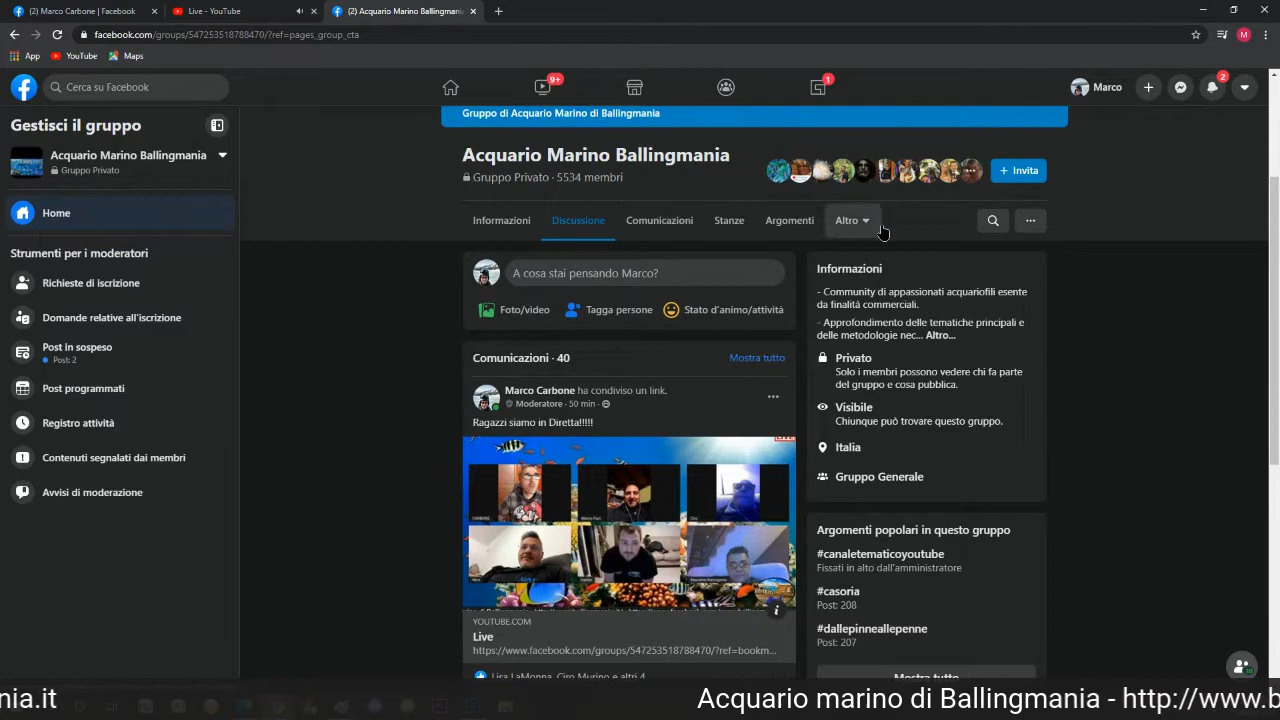 (2) Marco Carbone | Facebook
Live - YouTube
(2) Acquario Marino Ballingmania
facebook.com/groups/547253518788470/?ref=pages_group_cta
App
YouTube
Maps
Cerca su Facebook
9+
1
Marco
2
Gestisci il gruppo
Acquario Marino Ballingmania
Gruppo Privato
Home
Strumenti per i moderatori
Richieste di iscrizione
Domande relative all'iscrizione
Post in sospeso
Post: 2
Post programmati
Registro attività
Contenuti segnalati dai membri
Avvisi di moderazione
Gruppo di Acquario Marino di Ballingmania
Acquario Marino Ballingmania
Gruppo Privato · 5534 membri
Invita
Informazioni
Discussione
Comunicazioni
Stanze
Argomenti
Altro
A cosa stai pensando Marco?
Foto/video
Tagga persone
Stato d'animo/attività
Comunicazioni · 40
Mostra tutto
Marco Carbone ha condiviso un link.
Moderatore · 50 min
Ragazzi siamo in Diretta!!!!!
LIVE
YOUTUBE.COM
Live
https://www.facebook.com/groups/547253518788470/?ref=bookm...
Lisa LaMonna, Ciro Murino e altri 4
Informazioni
- Community di appassionati acquariofili esente
da finalità commerciali.
- Approfondimento delle tematiche principali e
delle metodologie nec... Altro...
Privato
Solo i membri possono vedere chi fa parte
del gruppo e cosa pubblica.
Visibile
Chiunque può trovare questo gruppo.
Italia
Gruppo Generale
Argomenti popolari in questo gruppo
#canaletematicoyoutube
Fissati in alto dall'amministratore
#casoria
Post: 208
#dallepinneallepenne
Post: 207
Mostra tutto
nia.it
Acquario marino di Ballingmania - http://www.b